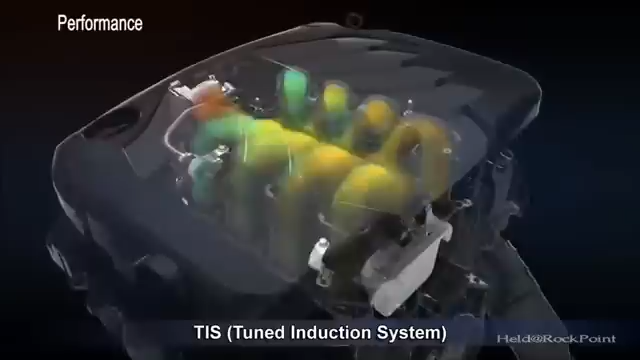 Performance
TIS (Tuned Induction System)
Held@RockPoint